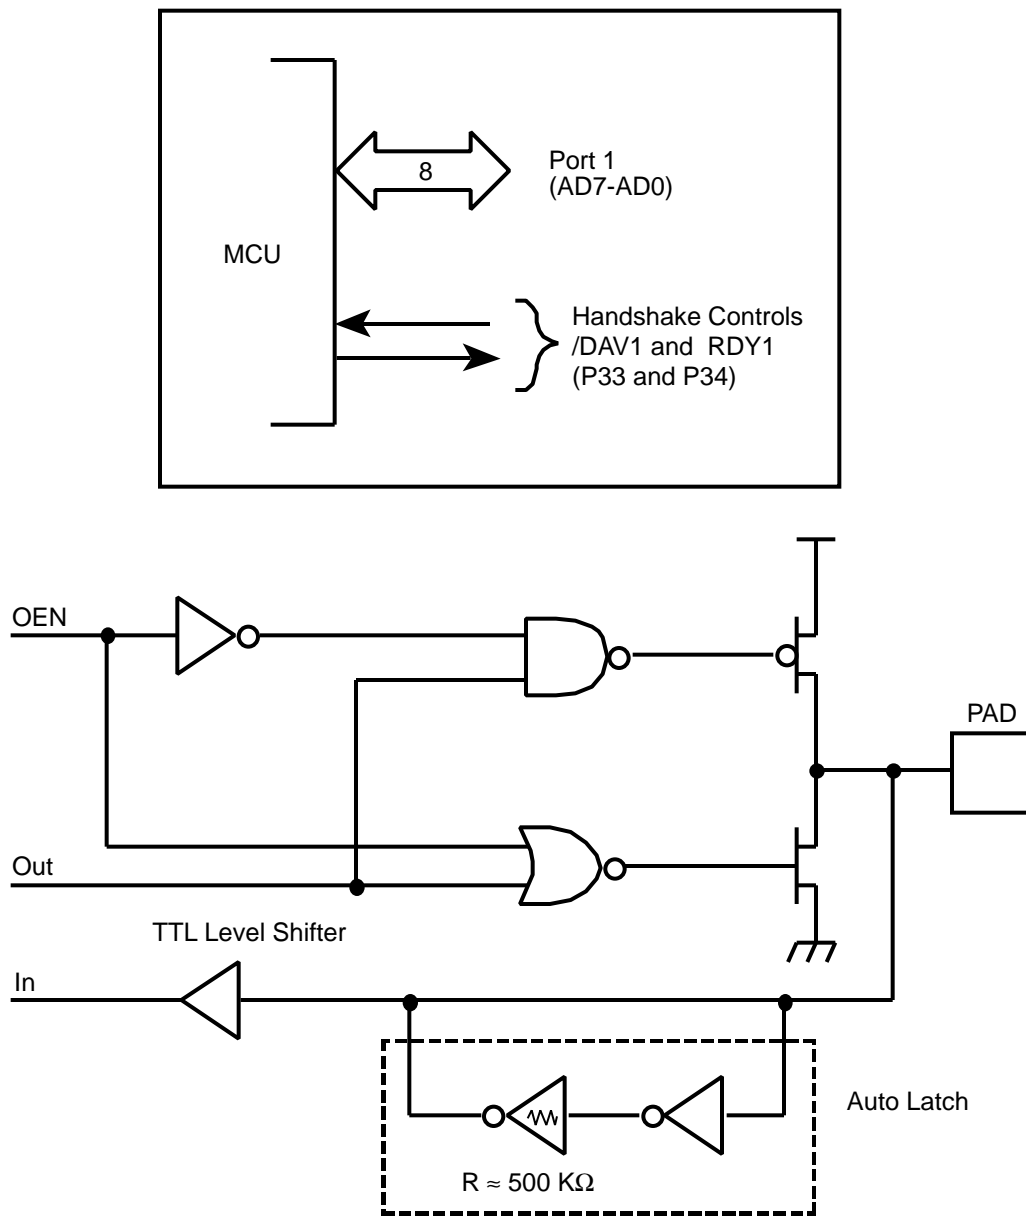 8
Port 1
(AD7-AD0)
MCU
Handshake Controls
/DAV1 and RDY1
(P33 and P34)
OEN
PAD
Out
TTL Level Shifter
In
Auto Latch
R ≈ 500 KΩ